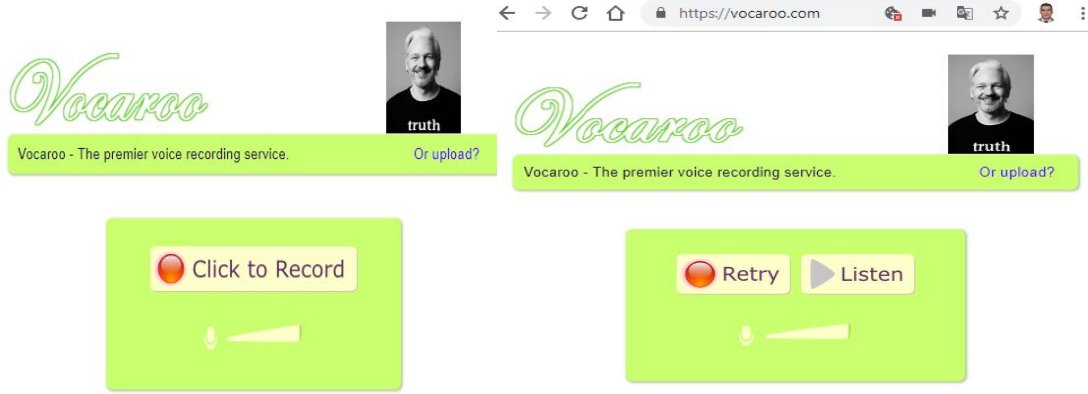 Vocaroo
truth
Vocaroo - The premier voice recording service. Or upload?
Click to Record
https://vocaroo.com
Vocaroo
truth
Vocaroo - The premier voice recording service. Or upload?
Retry Listen